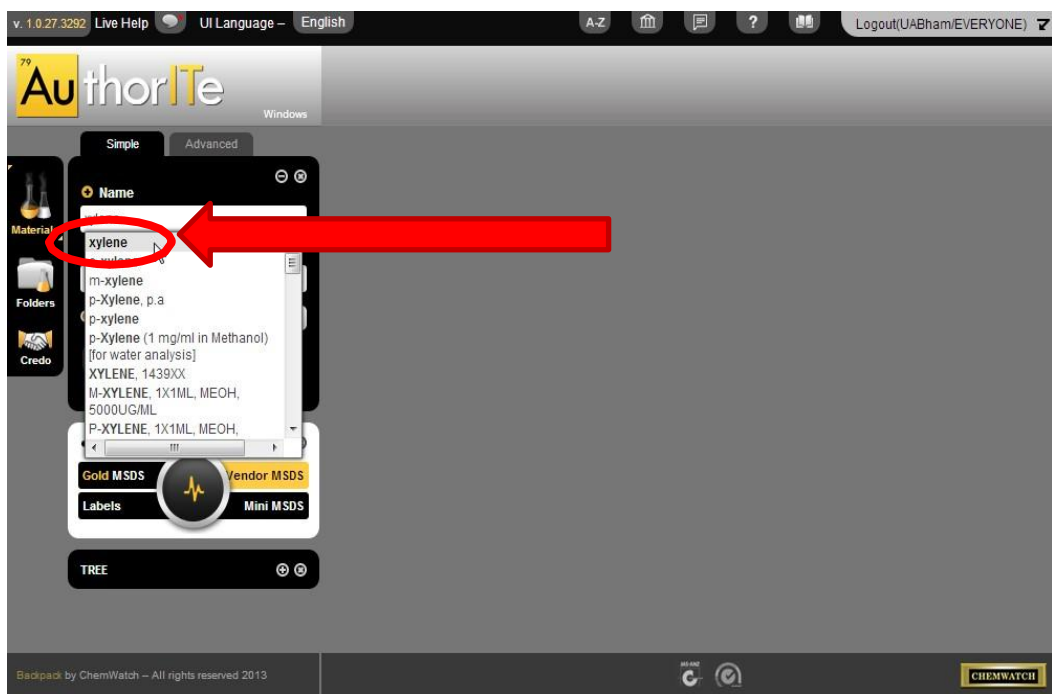 v. 1.0.27.3292 Live Help UI Language – English A-Z ? Logout(UABham/EVERYONE)
79
AuthorITe
Windows
Simple Advanced
Name
Materials
xylene
m-xylene
p-Xylene, p.a
Folders
p-xylene
p-Xylene (1 mg/ml in Methanol)
[for water analysis]
Credo
XYLENE, 1439XX
M-XYLENE, 1X1ML, MEOH,
5000UG/ML
P-XYLENE, 1X1ML, MEOH,
Gold MSDS Vendor MSDS
Labels Mini MSDS
TREE
Backpack by ChemWatch – All rights reserved 2013
CHEMWATCH